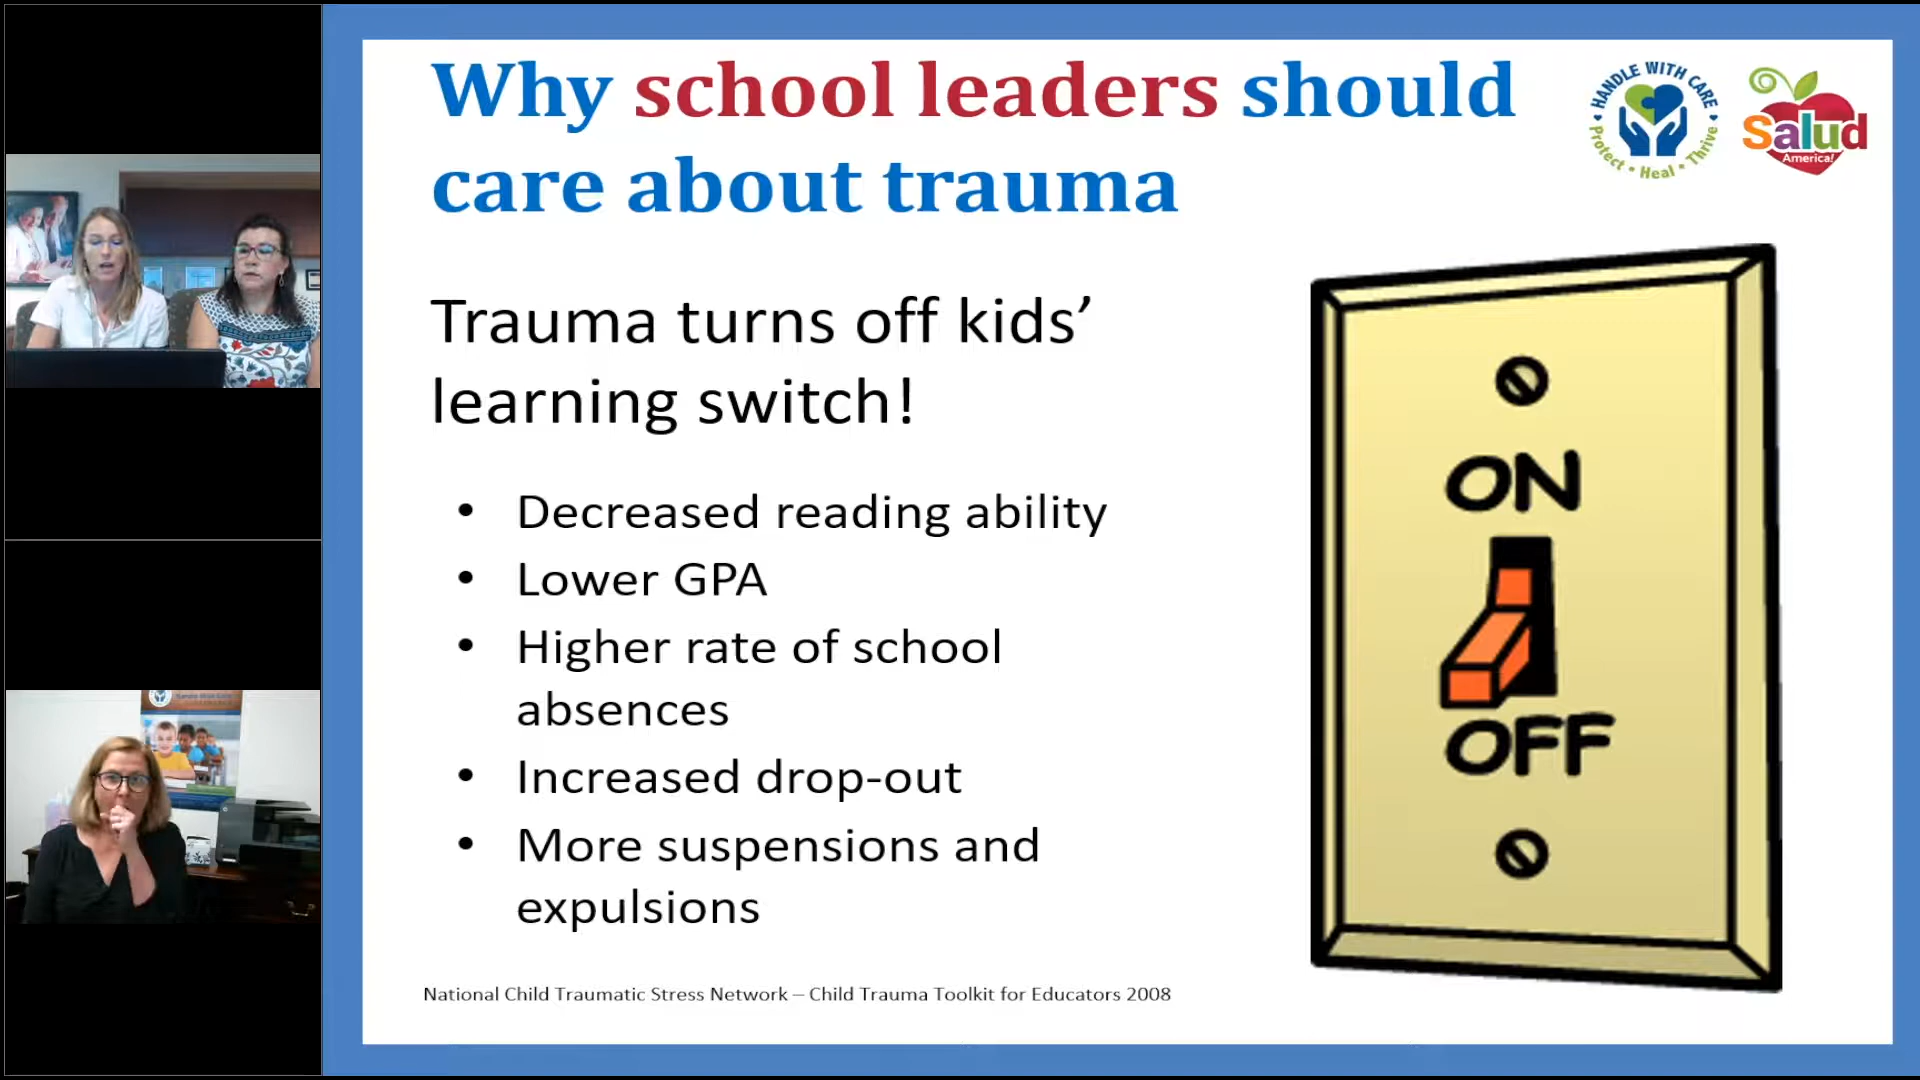 Why school leaders should
care about trauma
HANDLE WITH CARE
Protect • Heal • Thrive
Salud
America!
Trauma turns off kids’
learning switch!
• Decreased reading ability
• Lower GPA
• Higher rate of school
absences
• Increased drop-out
• More suspensions and
expulsions
ON
OFF
National Child Traumatic Stress Network – Child Trauma Toolkit for Educators 2008